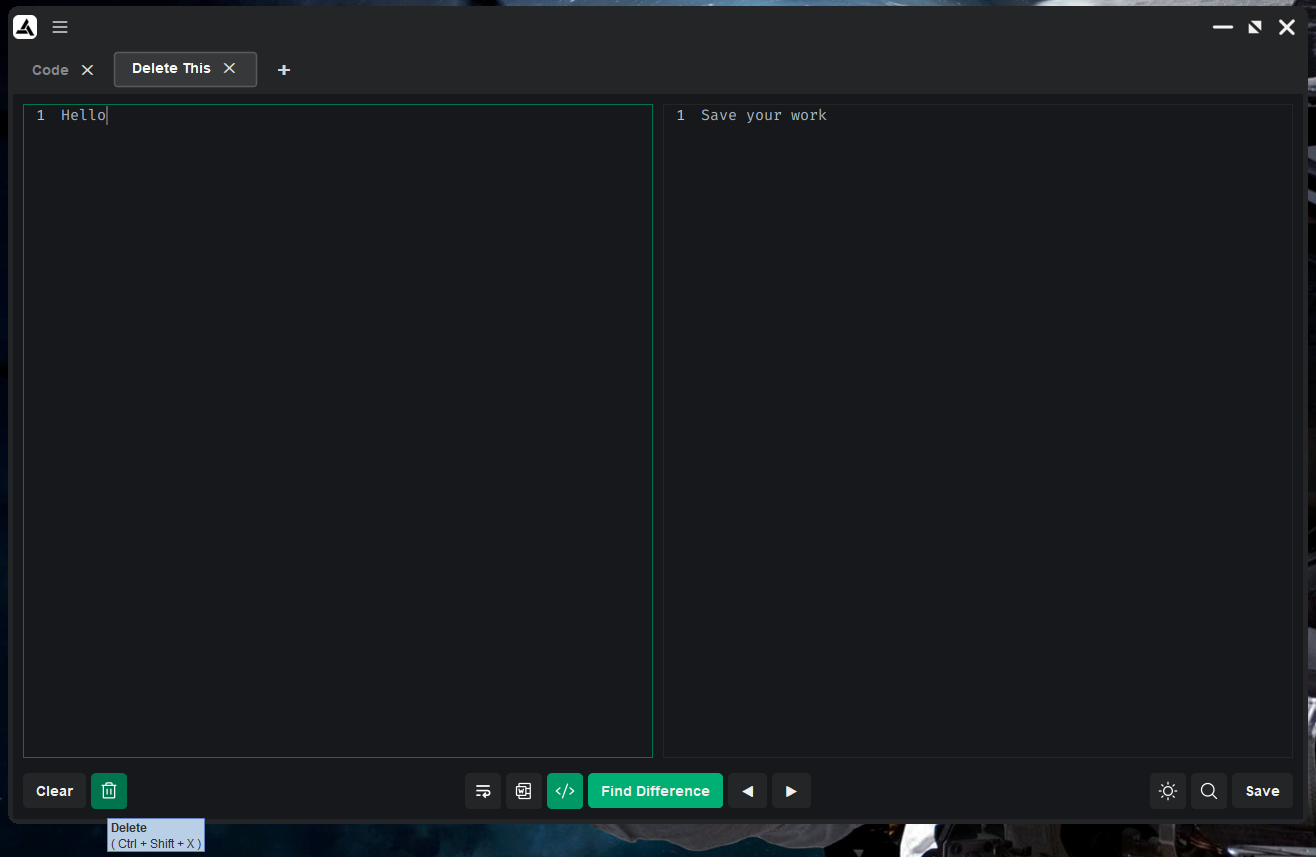 Code
Delete This
1 Hello
1 Save your work
Clear
</>
Find Difference
Save
Delete
( Ctrl + Shift + X )